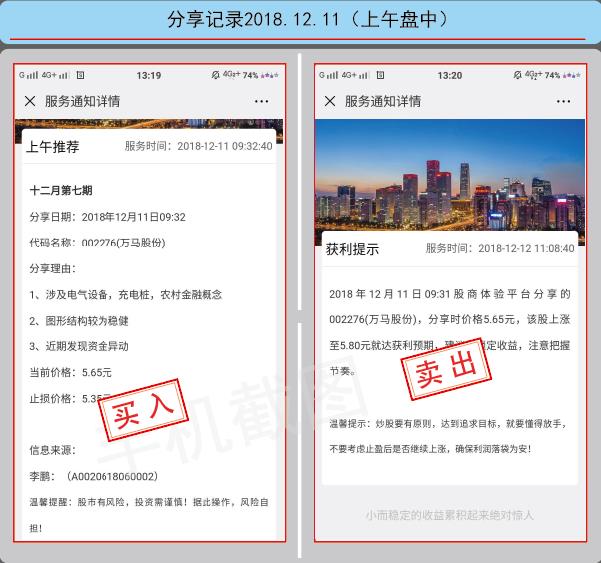 分享记录2018.12.11（上午盘中）
G 4G+ 13:19 4G 74%
服务通知详情
上午推荐 服务时间：2018-12-11 09:32:40
十二月第七期
分享日期：2018年12月11日09:32
代码名称：002276(万马股份)
分享理由：
1、涉及电气设备，充电桩，农村金融概念
2、图形结构较为稳健
3、近期发现资金异动
当前价格：5.65元
止损价格：5.35元
买入
信息来源：
李鹏：（A0020618060002）
温馨提醒：股市有风险，投资需谨慎！据此操作，风险自
担！
G 4G+ 13:20 4G 74%
服务通知详情
获利提示 服务时间：2018-12-12 11:08:40
2018年12月11日09:31股商体验平台分享的
002276(万马股份)，分享时价格5.65元，该股上涨
至5.80元就达获利预期，建议 定收益，注意把握
节奏。
卖出
温馨提示：炒股要有原则，达到追求目标，就要懂得放手，
不要考虑止盈后是否继续上涨，确保利润落袋为安！
小而稳定的收益累积起来绝对惊人
手机截图